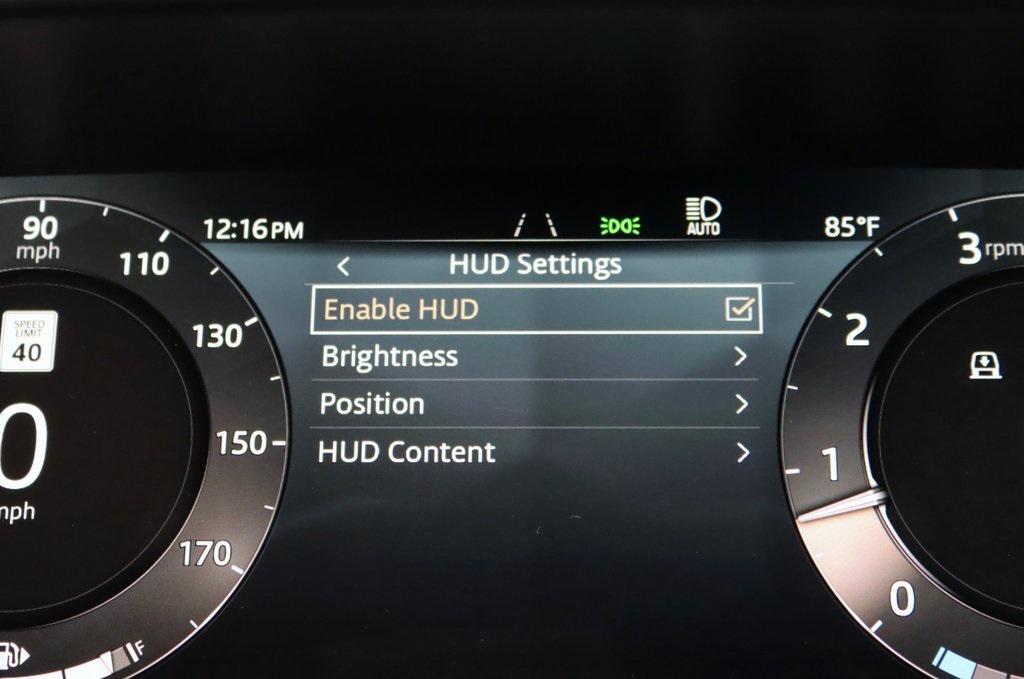 12:16PM
AUTO
85°F
90
mph
110
130
150
170
SPEED
LIMIT
40
0
mph
F
HUD Settings
Enable HUD
Brightness
Position
HUD Content
3 rpm
2
1
0